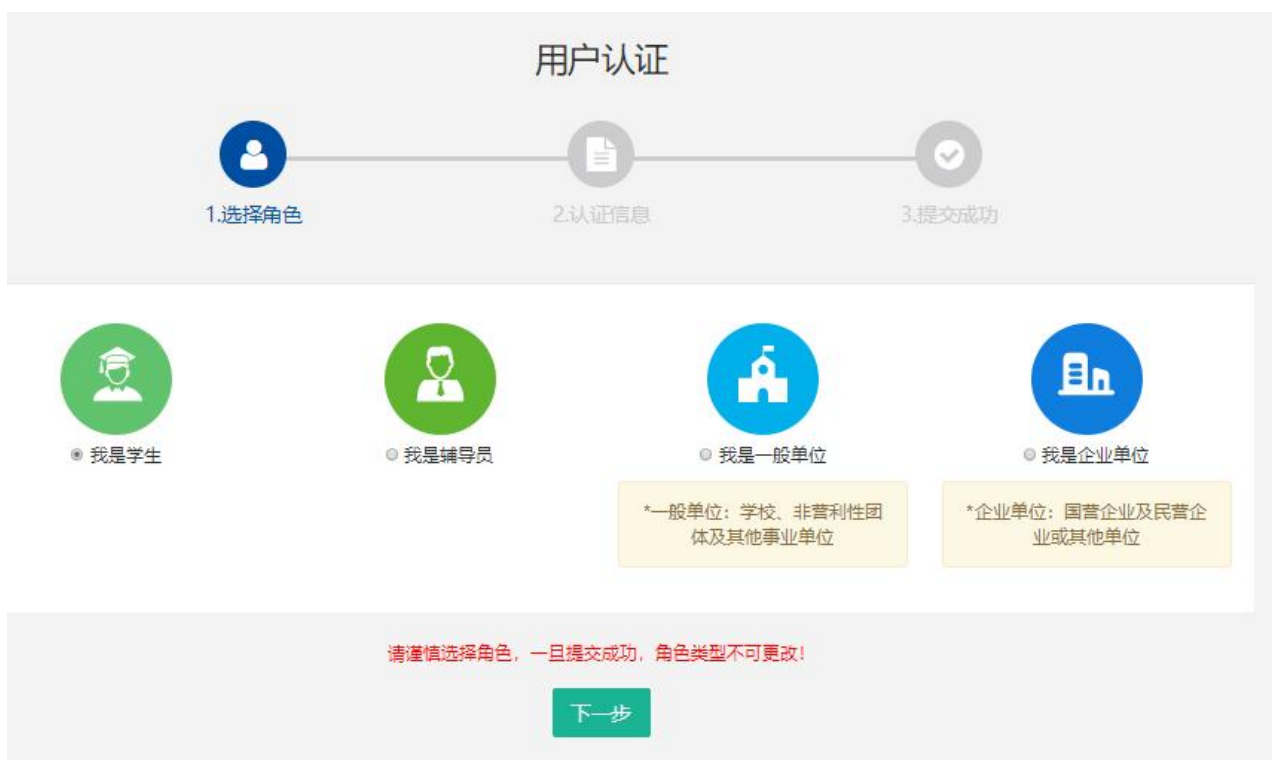 用户认证
1.选择角色
2.认证信息
3.提交成功
我是学生
我是辅导员
我是一般单位
我是企业单位
*一般单位：学校、非营利性团
体及其他事业单位
*企业单位：国营企业及民营企
业或其他单位
请谨慎选择角色，一旦提交成功，角色类型不可更改！
下一步